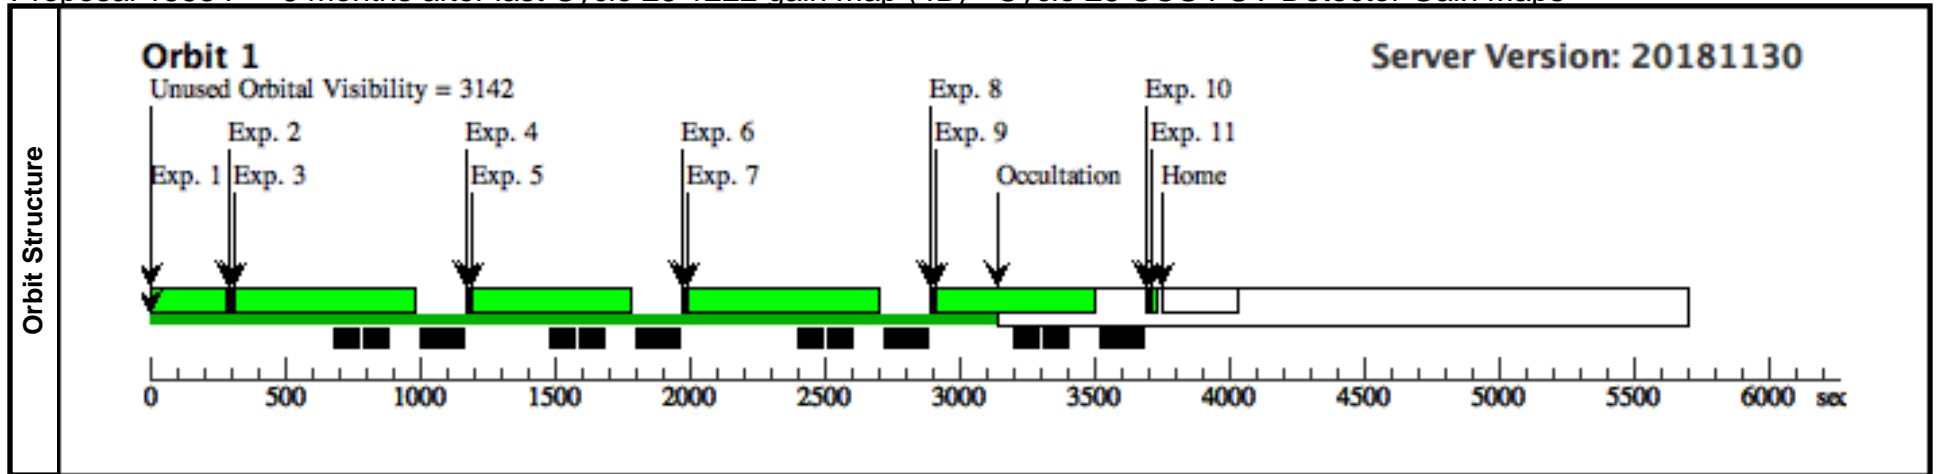 Orbit 1
Server Version: 20181130
Unused Orbital Visibility = 3142
Exp. 8
Exp. 10
Exp. 2
Exp. 4
Exp. 6
Exp. 9
Exp. 11
Exp. 1
Exp. 3
Exp. 5
Exp. 7
Occultation
Home
Orbit Structure
0 500 1000 1500 2000 2500 3000 3500 4000 4500 5000 5500 6000 sec